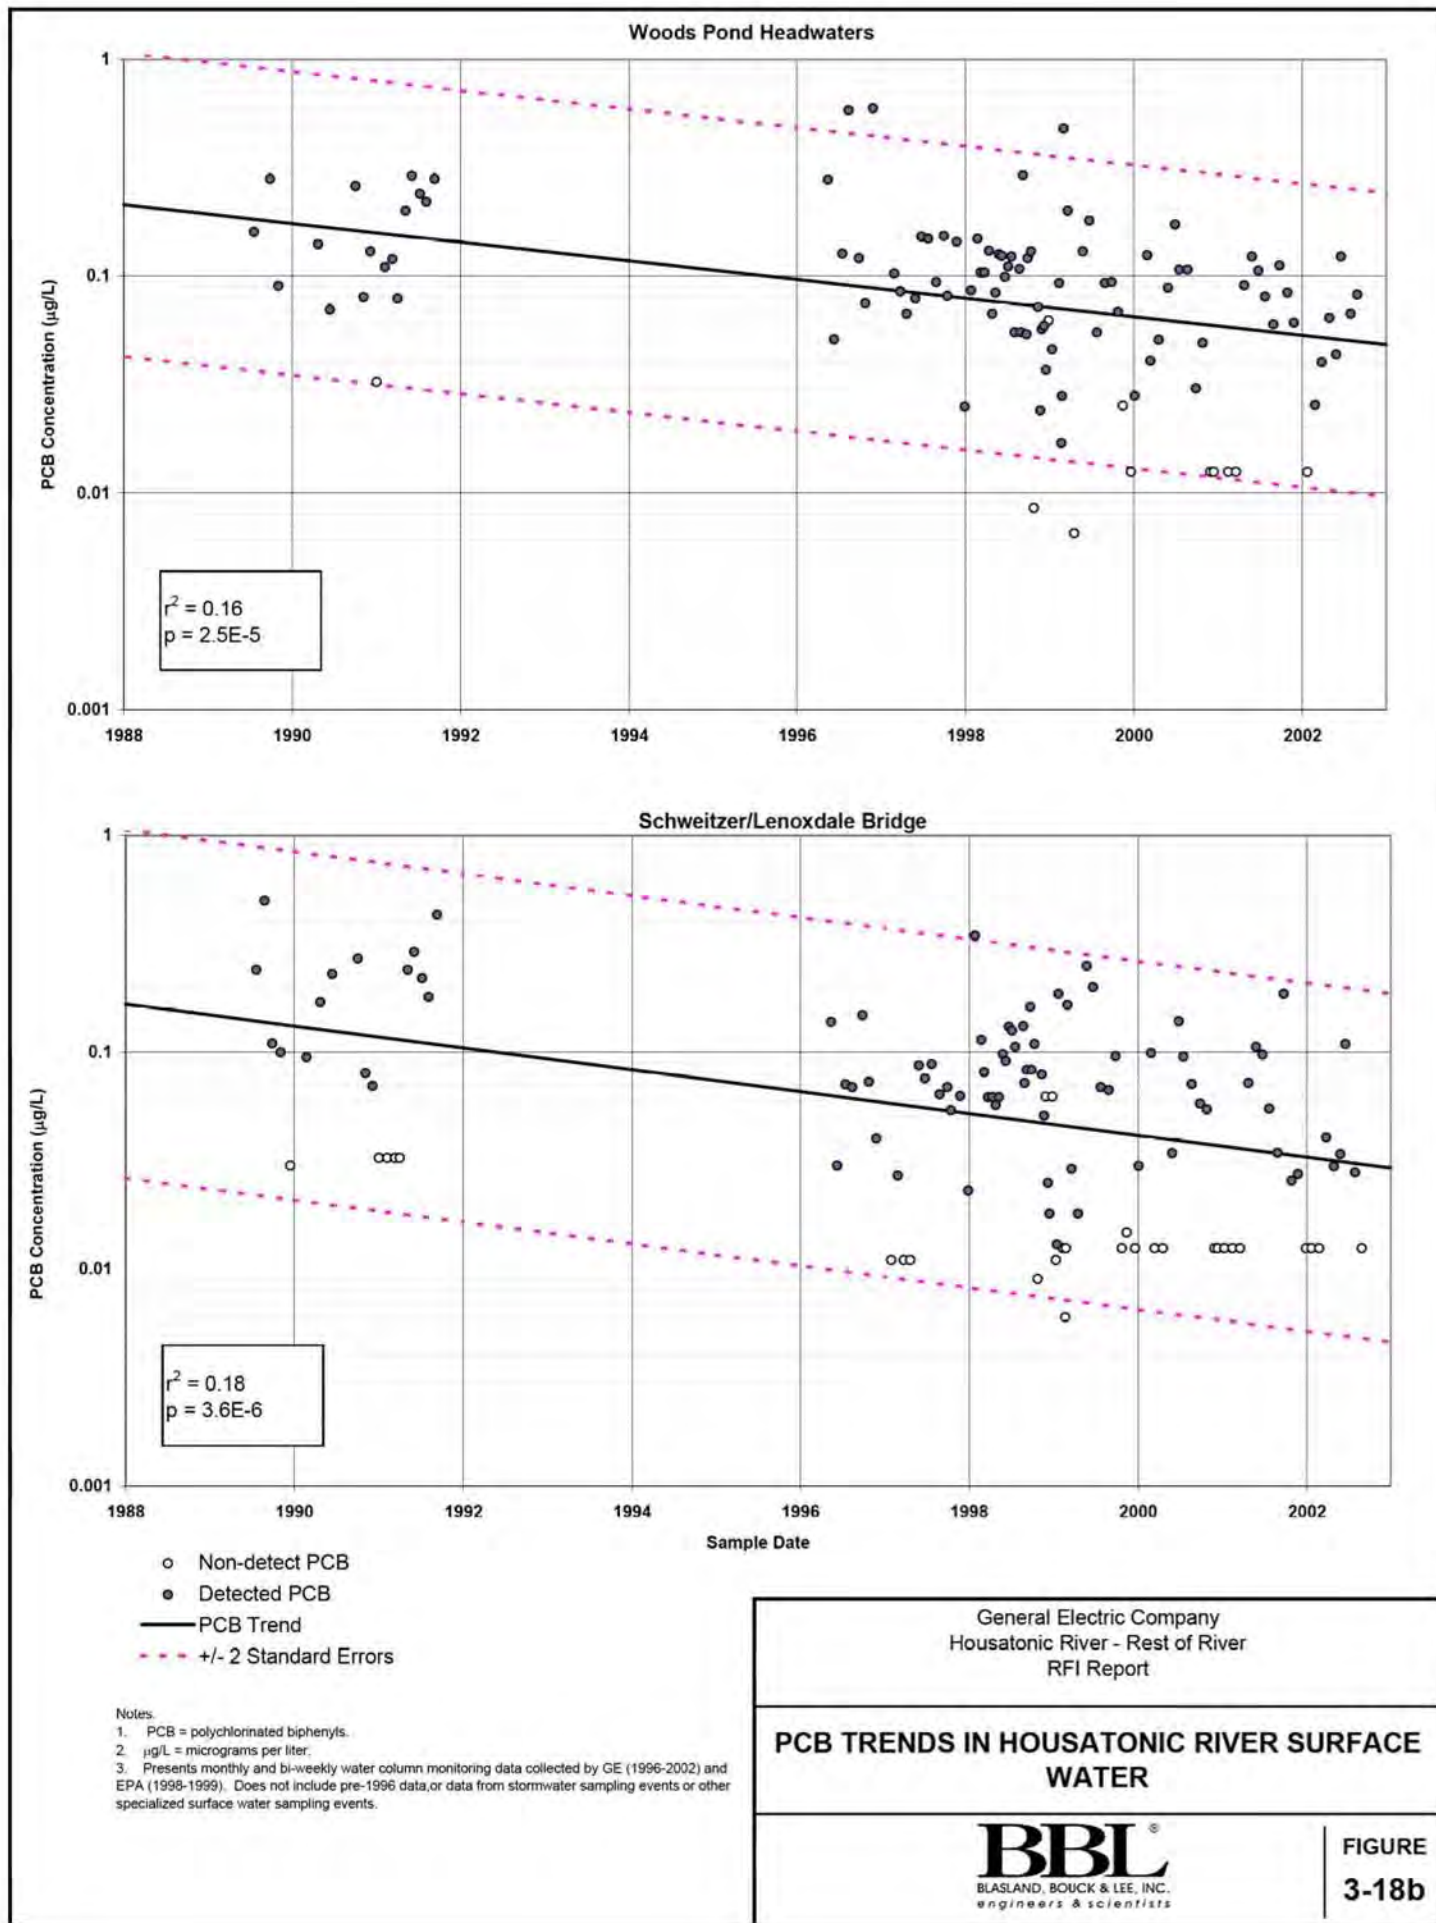 Woods Pond Headwaters
PCB Concentration (µg/L)
1
0.1
0.01
0.001
r² = 0.16
p = 2.5E-5
1988 1990 1992 1994 1996 1998 2000 2002
Schweitzer/Lenoxdale Bridge
PCB Concentration (µg/L)
1
0.1
0.01
0.001
r² = 0.18
p = 3.6E-6
1988 1990 1992 1994 1996 1998 2000 2002
Sample Date
Non-detect PCB
Detected PCB
PCB Trend
+/- 2 Standard Errors
Notes.
1. PCB = polychlorinated biphenyls.
2. µg/L = micrograms per liter.
3. Presents monthly and bi-weekly water column monitoring data collected by GE (1996-2002) and
EPA (1998-1999). Does not include pre-1996 data,or data from stormwater sampling events or other
specialized surface water sampling events.
General Electric Company
Housatonic River - Rest of River
RFI Report
PCB TRENDS IN HOUSATONIC RIVER SURFACE
WATER
BBL®
BLASLAND, BOUCK & LEE, INC.
engineers & scientists
FIGURE
3-18b